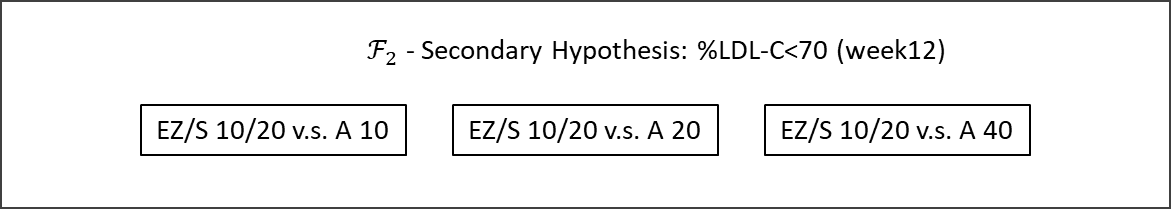 ℱ₂ - Secondary Hypothesis: %LDL-C<70 (week12)
EZ/S 10/20 v.s. A 10
EZ/S 10/20 v.s. A 20
EZ/S 10/20 v.s. A 40